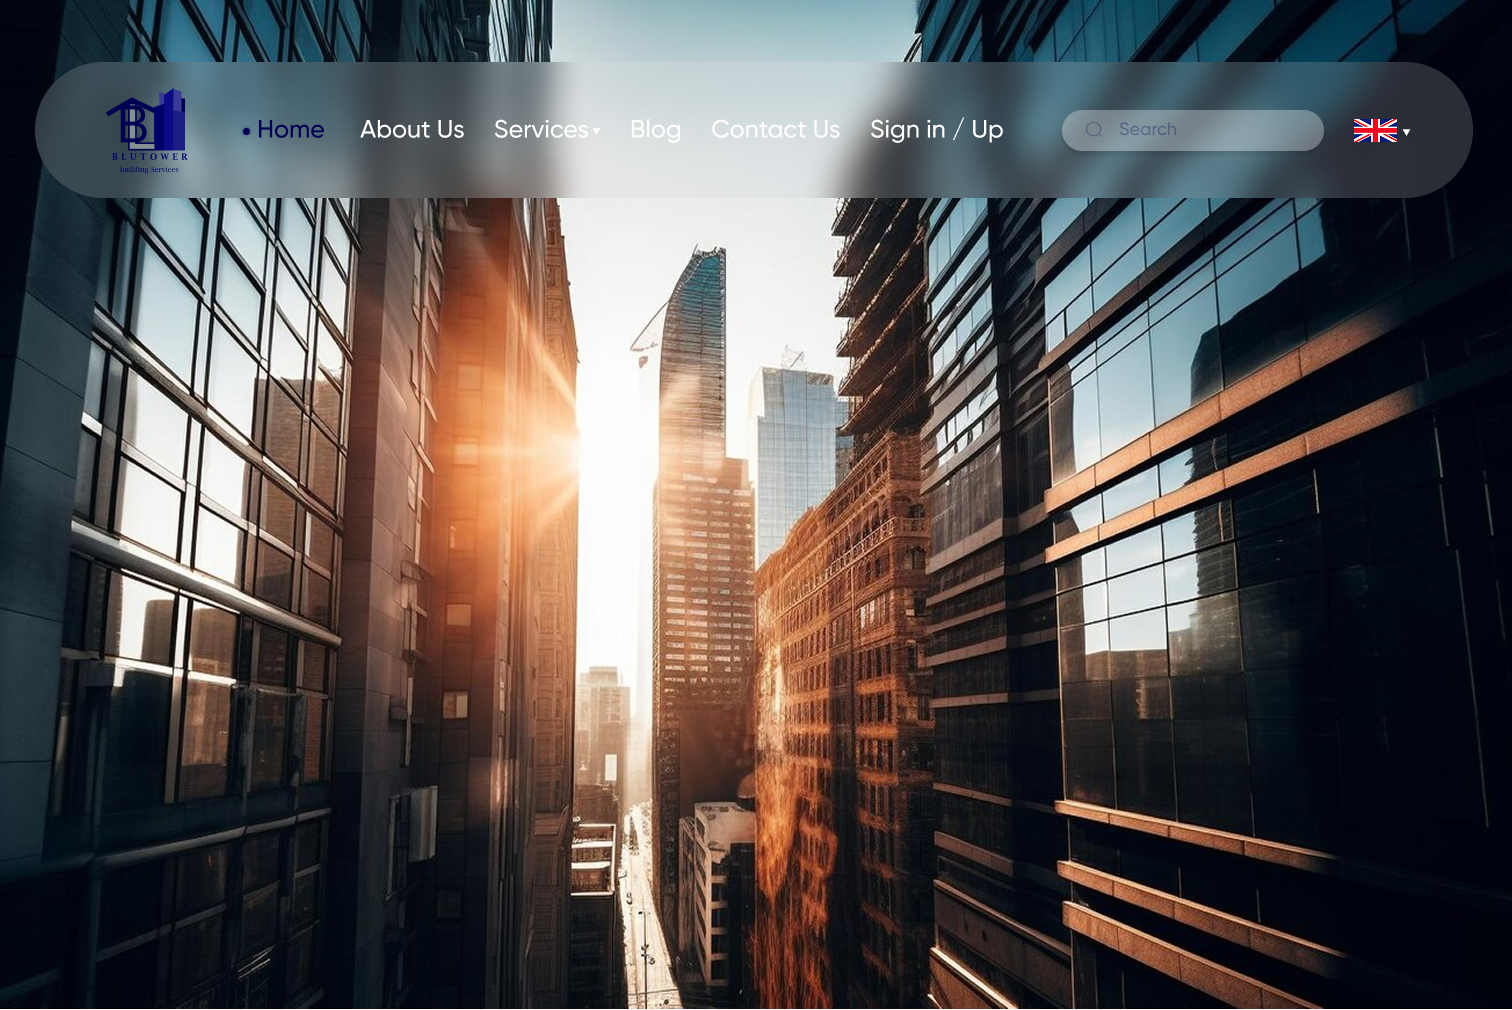 BLUTOWER
building Services
Home
About Us
Services
Blog
Contact Us
Sign in / Up
Search